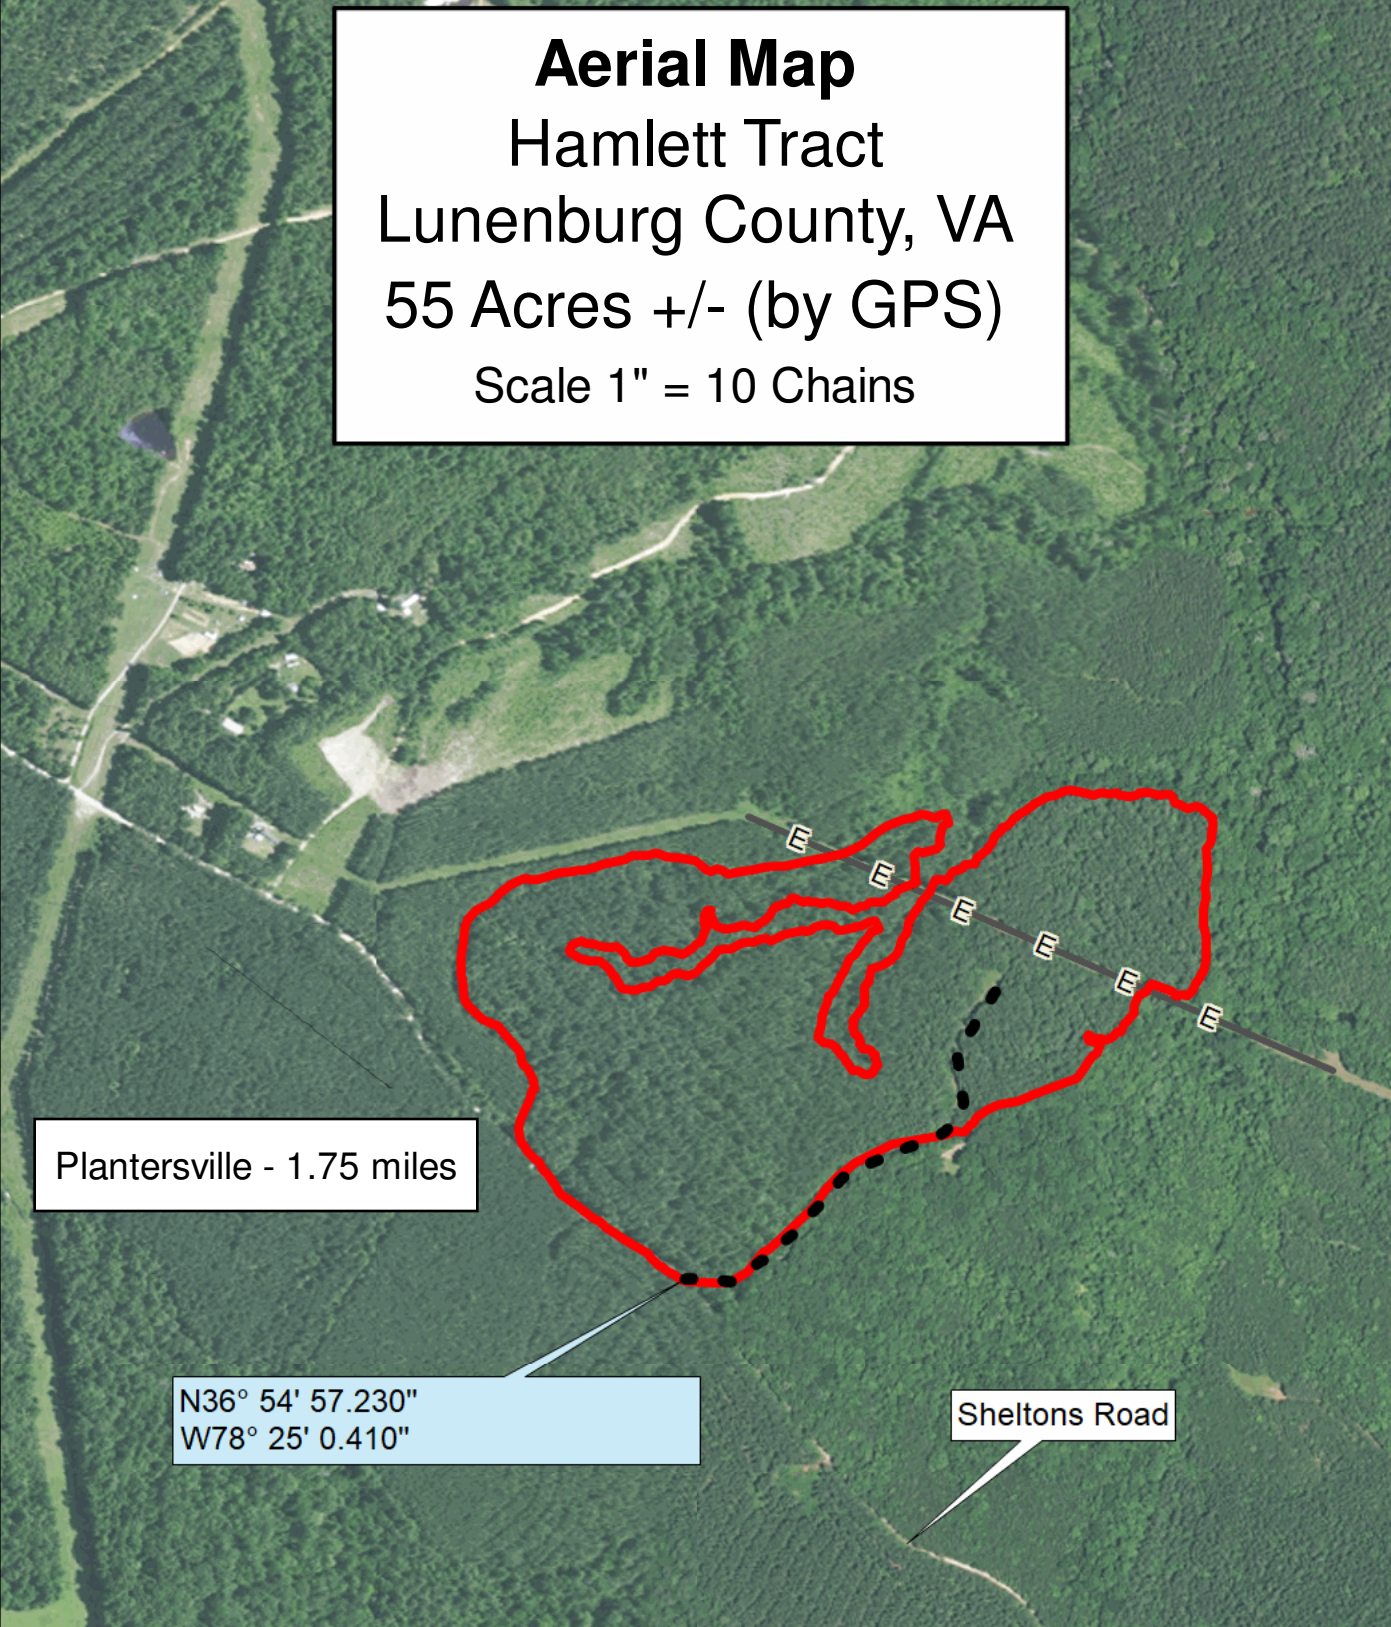 Aerial Map
Hamlett Tract
Lunenburg County, VA
55 Acres +/- (by GPS)
Scale 1" = 10 Chains
E
E
E
E
E
E
Plantersville - 1.75 miles
N36° 54' 57.230"
W78° 25' 0.410"
Sheltons Road